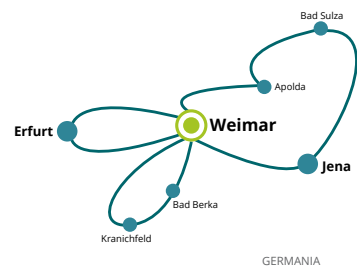 Bad Sulza
Apolda
Erfurt
Weimar
Jena
Bad Berka
Kranichfeld
GERMANIA